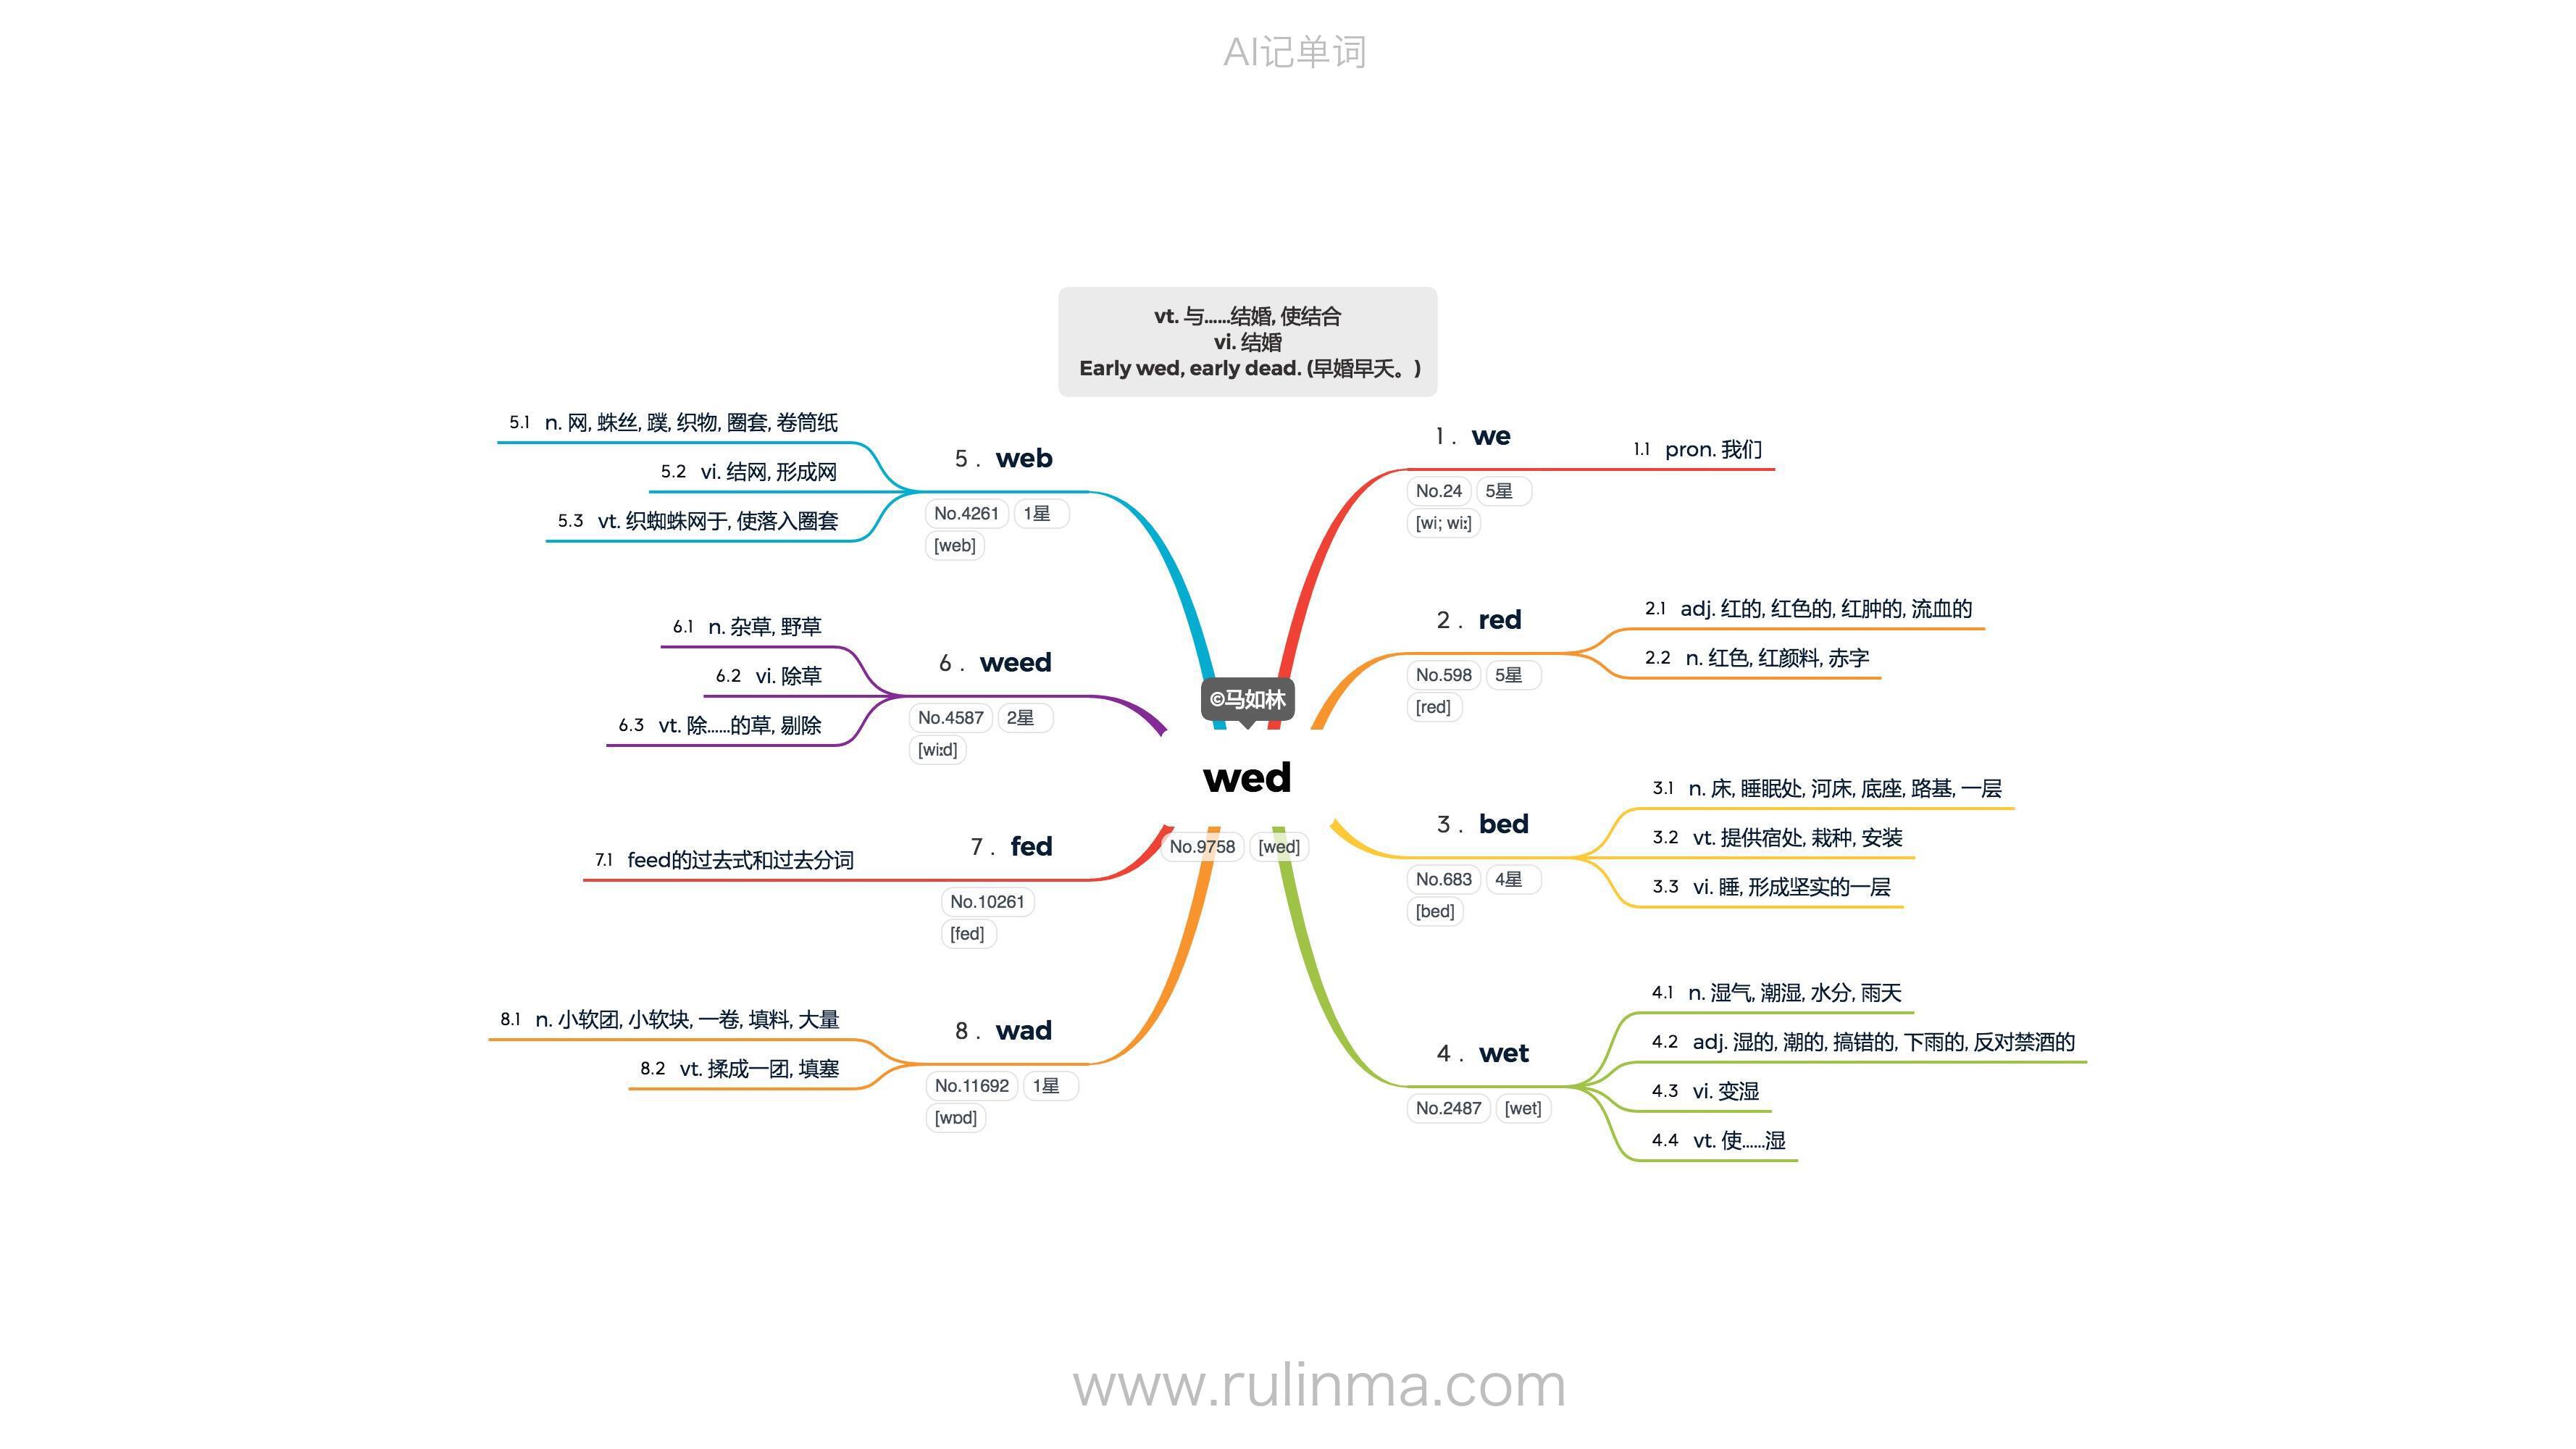 AI记单词
vt. 与……结婚, 使结合
vi. 结婚
Early wed, early dead. (早婚早夭。)
©马如林
wed
No.9758 [wed]
1. we
No.24 5星
[wi; wiː]
1.1 pron. 我们
2. red
No.598 5星
[red]
2.1 adj. 红的, 红色的, 红肿的, 流血的
2.2 n. 红色, 红颜料, 赤字
3. bed
No.683 4星
[bed]
3.1 n. 床, 睡眠处, 河床, 底座, 路基, 一层
3.2 vt. 提供宿处, 栽种, 安装
3.3 vi. 睡, 形成坚实的一层
4. wet
No.2487 [wet]
4.1 n. 湿气, 潮湿, 水分, 雨天
4.2 adj. 湿的, 潮的, 搞错的, 下雨的, 反对禁酒的
4.3 vi. 变湿
4.4 vt. 使……湿
5. web
No.4261 1星
[web]
5.1 n. 网, 蛛丝, 蹼, 织物, 圈套, 卷筒纸
5.2 vi. 结网, 形成网
5.3 vt. 织蜘蛛网于, 使落入圈套
6. weed
No.4587 2星
[wiːd]
6.1 n. 杂草, 野草
6.2 vi. 除草
6.3 vt. 除……的草, 剔除
7. fed
No.10261
[fed]
7.1 feed的过去式和过去分词
8. wad
No.11692 1星
[wɒd]
8.1 n. 小软团, 小软块, 一卷, 填料, 大量
8.2 vt. 揉成一团, 填塞
www.rulinma.com